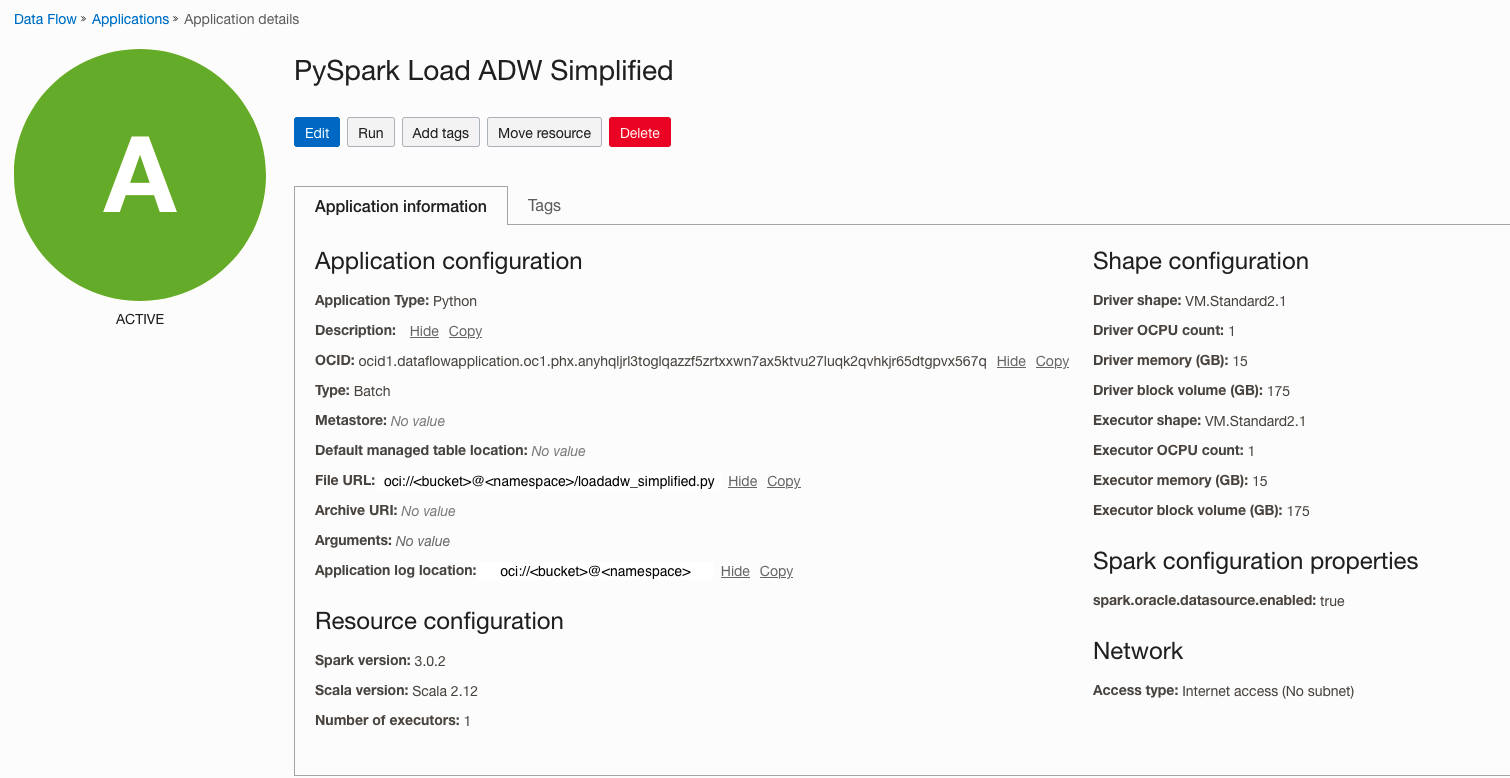 Data Flow » Applications » Application details
A
ACTIVE
PySpark Load ADW Simplified
Edit Run Add tags Move resource Delete
Application information Tags
Application configuration
Application Type: Python
Description: Hide Copy
OCID: ocid1.dataflowapplication.oc1.phx.anyhqljrl3toglqazzf5zrtxxwn7ax5ktvu27luqk2qvhkjr65dtgpvx567q Hide Copy
Type: Batch
Metastore: No value
Default managed table location: No value
File URL: oci://<bucket>@<namespace>/loadadw_simplified.py Hide Copy
Archive URI: No value
Arguments: No value
Application log location: oci://<bucket>@<namespace> Hide Copy
Resource configuration
Spark version: 3.0.2
Scala version: Scala 2.12
Number of executors: 1
Shape configuration
Driver shape: VM.Standard2.1
Driver OCPU count: 1
Driver memory (GB): 15
Driver block volume (GB): 175
Executor shape: VM.Standard2.1
Executor OCPU count: 1
Executor memory (GB): 15
Executor block volume (GB): 175
Spark configuration properties
spark.oracle.datasource.enabled: true
Network
Access type: Internet access (No subnet)